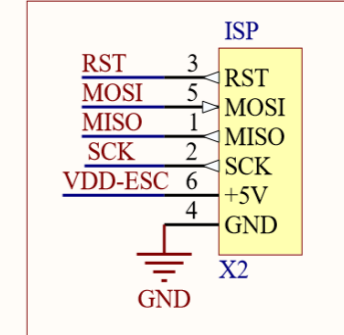 ISP
RST 3 RST
MOSI 5 MOSI
MISO 1 MISO
SCK 2 SCK
VDD-ESC 6 +5V
4 GND
X2
GND